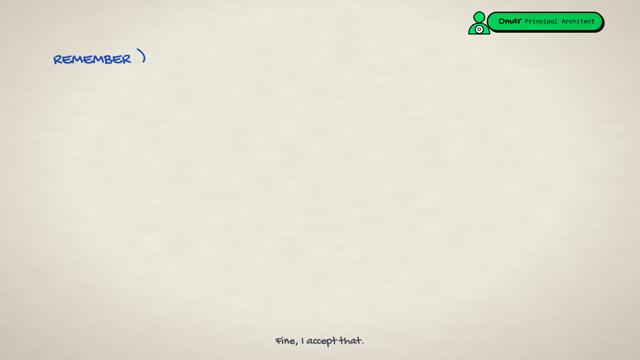 Omar Principal Architect
REMEMBER )
Fine, I accept that.